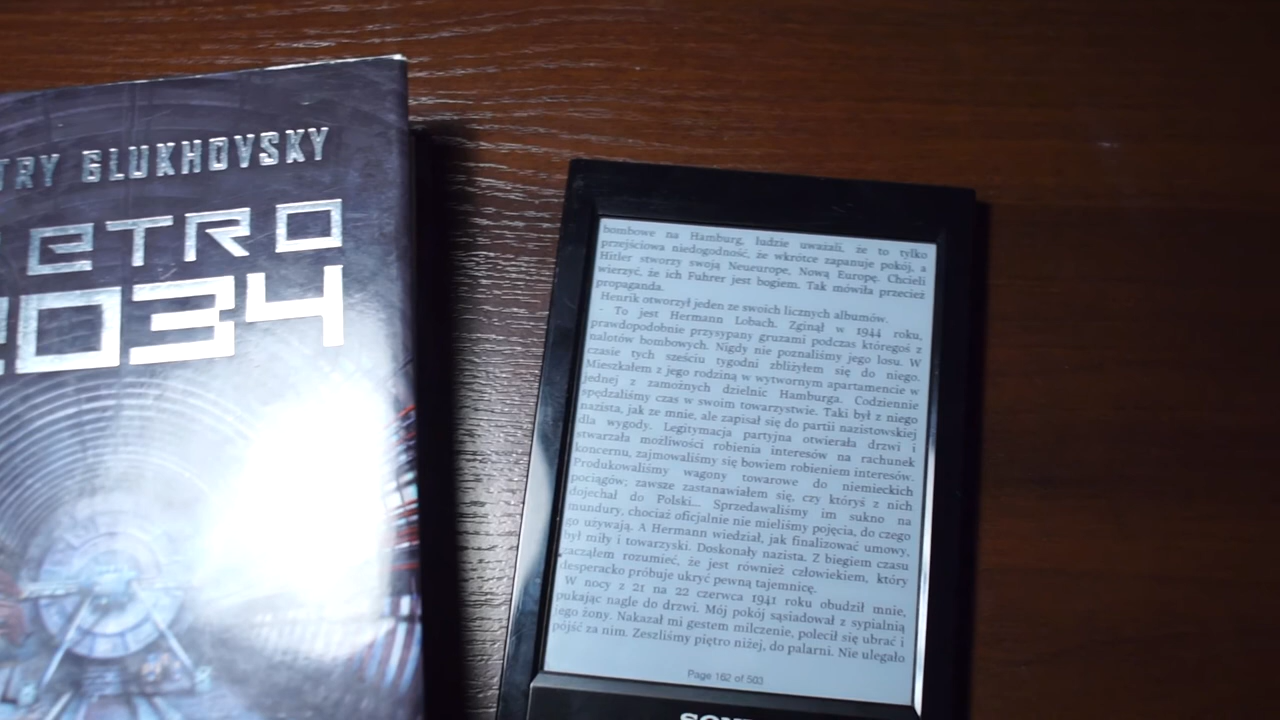 TRY GLUKHOVSKY
METRO
2034
bombowe na Hamburg, ludzie uważali, że to tylko
przejściowa niedogodność, że wkrótce zapanuje pokój, a
Hitler stworzy swoją Neueurope, Nową Europę. Chcieli
wierzyć, że ich Fuhrer jest bogiem. Tak mówiła przecież
propaganda.
Henrik otworzył jeden ze swoich licznych albumów.
- To jest Hermann Lobach. Zginął w 1944 roku,
prawdopodobnie przysypany gruzami podczas któregoś z
nalotów bombowych. Nigdy nie poznaliśmy jego losu. W
czasie tych sześciu tygodni zbliżyłem się do niego.
Mieszkałem z jego rodziną w wytwornym apartamencie w
jednej z zamożnych dzielnic Hamburga. Codziennie
spędzaliśmy czas w swoim towarzystwie. Taki był z niego
nazista, jak ze mnie, ale zapisał się do partii nazistowskiej
dla wygody. Legitymacja partyjna otwierała drzwi i
stwarzała możliwości robienia interesów na rachunek
koncernu, zajmowaliśmy się bowiem robieniem interesów.
Produkowaliśmy wagony towarowe do niemieckich
pociągów; zawsze zastanawiałem się, czy któryś z nich
dojechał do Polski... Sprzedawaliśmy im sukno na
mundury, chociaż oficjalnie nie mieliśmy pojęcia, do czego
go używają. A Hermann wiedział, jak finalizować umowy,
był miły i towarzyski. Doskonały nazista. Z biegiem czasu
zacząłem rozumieć, że jest również człowiekiem, który
desperacko próbuje ukryć pewną tajemnicę.
W nocy z 21 na 22 czerwca 1941 roku obudził mnie,
pukając nagle do drzwi. Mój pokój sąsiadował z sypialnią
jego żony. Nakazał mi gestem milczenie, polecił się ubrać i
pójść za nim. Zeszliśmy piętro niżej, do palarni. Nie ulegało
Page 162 of 503
SONY